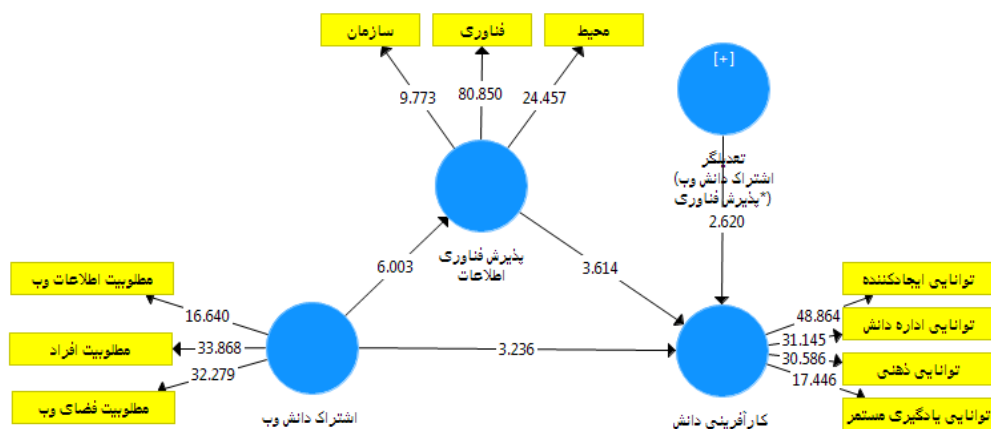 سازمان
فناوری
محیط
[+]
9.773
80.850
24.457
تعدیلگر
(اشتراک دانش وب
*پذیرش فناوری)
2.620
پذیرش فناوری
اطلاعات
6.003
3.614
مطلوبیت اطلاعات وب
16.640
مطلوبیت افراد
33.868
32.279
مطلوبیت فضای وب
اشتراک دانش وب
3.236
توانایی ایجادکننده
48.864
توانایی اداره دانش
31.145
توانایی ذهنی
30.586
17.446
توانایی یادگیری مستمر
کارآفرینی دانش